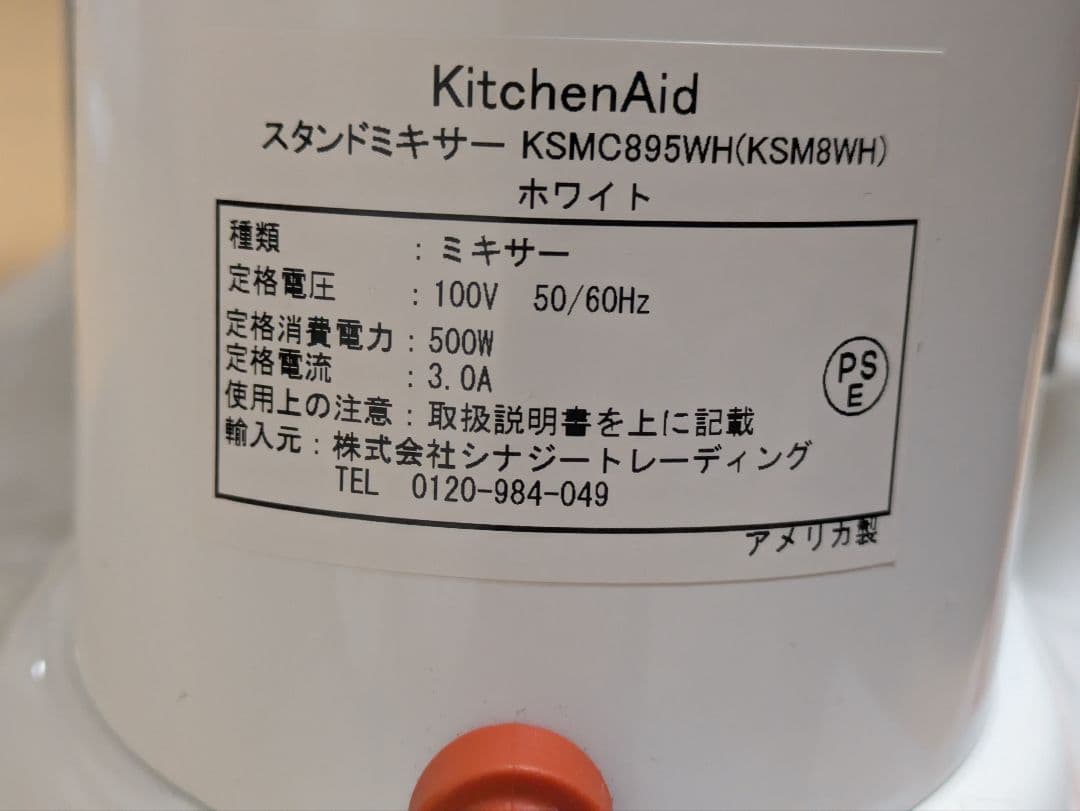 KitchenAid
スタンドミキサー KSMC895WH(KSM8WH)
ホワイト
種類 : ミキサー
定格電圧 : 100V 50/60Hz
定格消費電力 : 500W
定格電流 : 3.0A
使用上の注意 : 取扱説明書を上に記載
輸入元 : 株式会社シナジートレーディング
TEL 0120-984-049
PS
E
アメリカ製